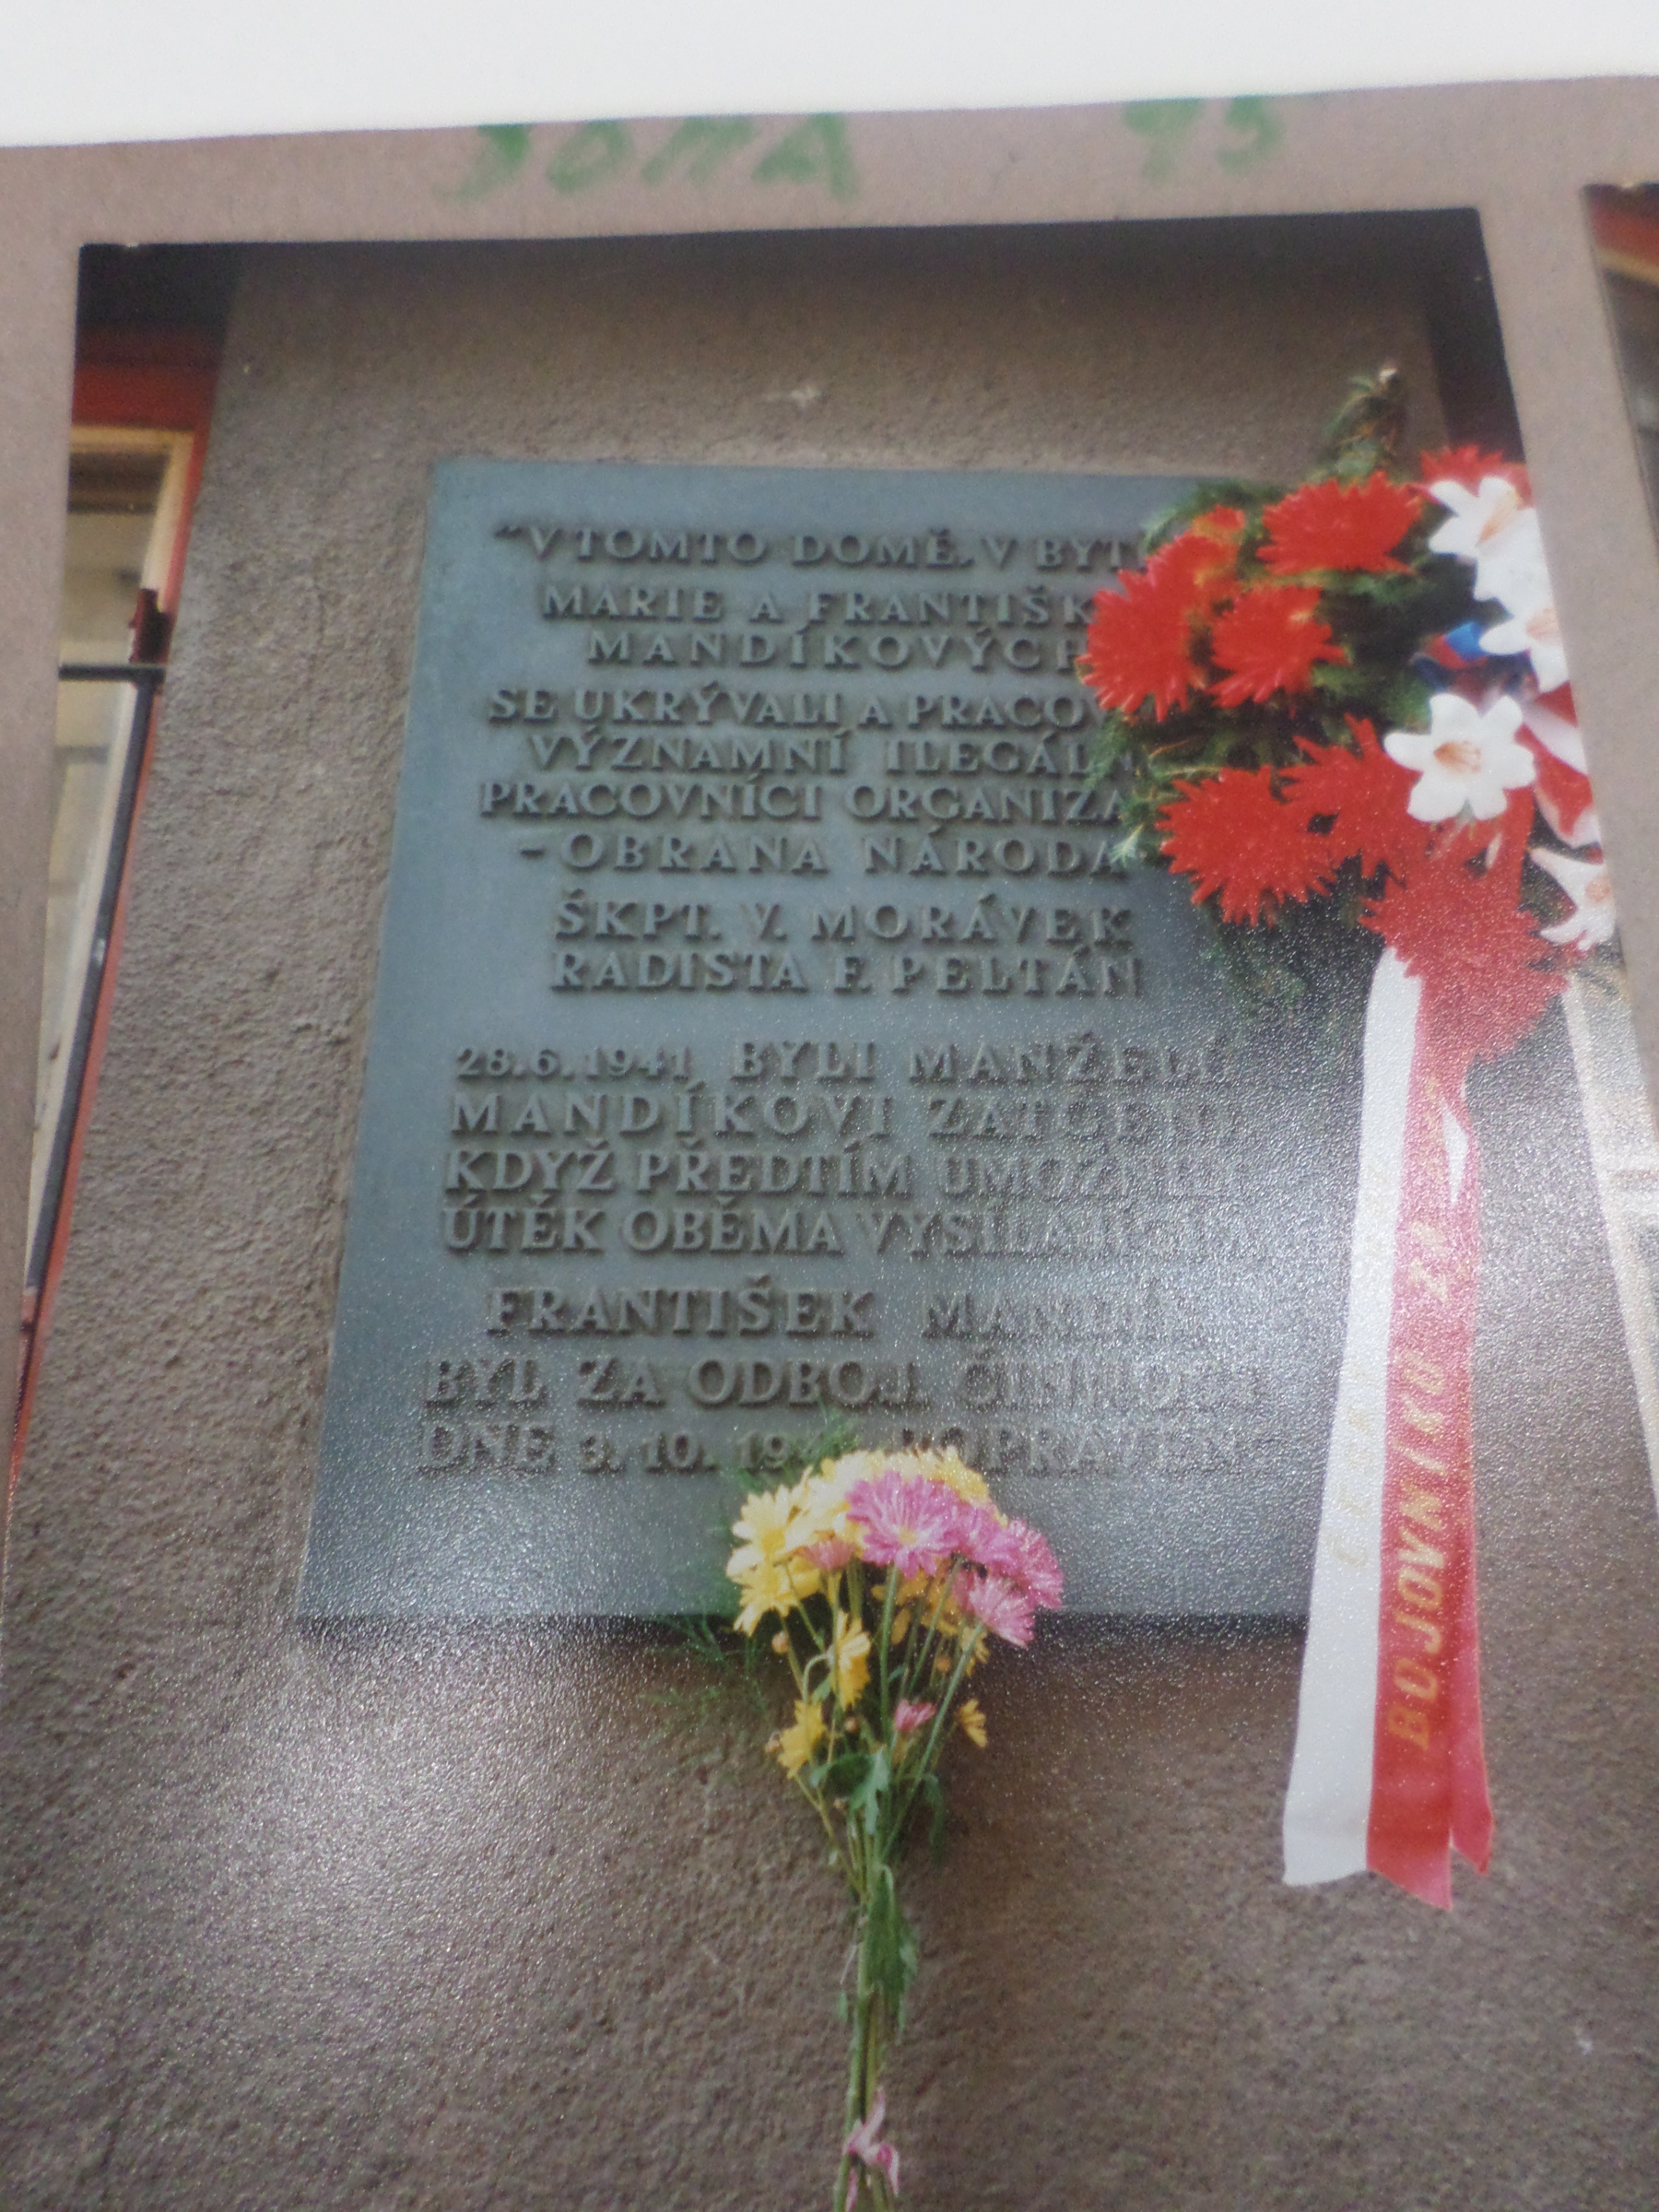 „V TOMTO DOMĚ. V BYT
MARIE A FRANTIŠK
MANDÍKOVÝCH
SE UKRÝVALI A PRACOV
VÝZNAMNÍ ILEGÁL
PRACOVNÍCI ORGANIZA
- OBRANA NÁRODA
ŠKPT. V. MORÁVEK
RADISTA F. PELTÁN
28.6.1941 BYLI MANŽELÉ
MANDÍKOVI ZATČENI
KDYŽ PŘEDTÍM UMOŽNILI
ÚTĚK OBĚMA
FRANTIŠEK MANDÍK
BYL ZA ODBOJ. ČINNOST
DNE 3. 10. 19 POPRAVEN
BOJOVNÍKŮ ZA